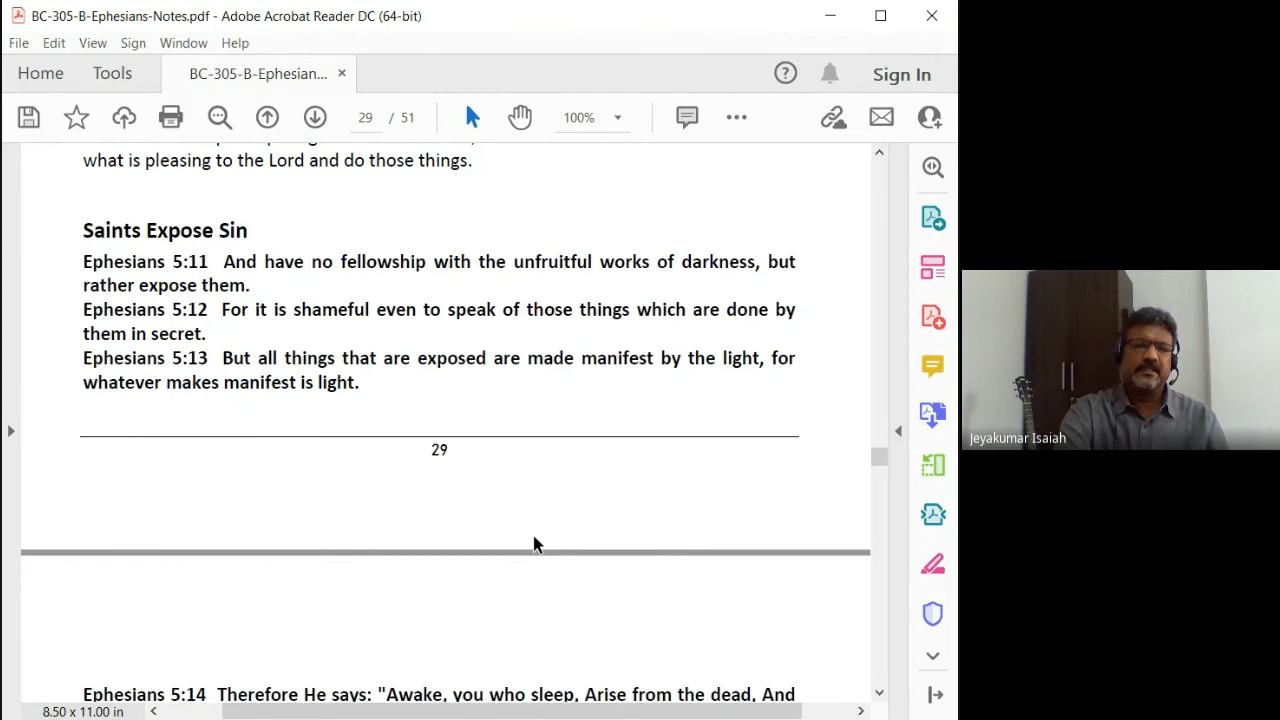 BC-305-B-Ephesians-Notes.pdf - Adobe Acrobat Reader DC (64-bit)
File Edit View Sign Window Help
Home Tools BC-305-B-Ephesian... × Sign In
29 / 51 100%
what is pleasing to the Lord and do those things.
Saints Expose Sin
Ephesians 5:11 And have no fellowship with the unfruitful works of darkness, but
rather expose them.
Ephesians 5:12 For it is shameful even to speak of those things which are done by
them in secret.
Ephesians 5:13 But all things that are exposed are made manifest by the light, for
whatever makes manifest is light.
29
Jeyakumar Isaiah
Ephesians 5:14 Therefore He says: "Awake, you who sleep, Arise from the dead, And
8.50 x 11.00 in